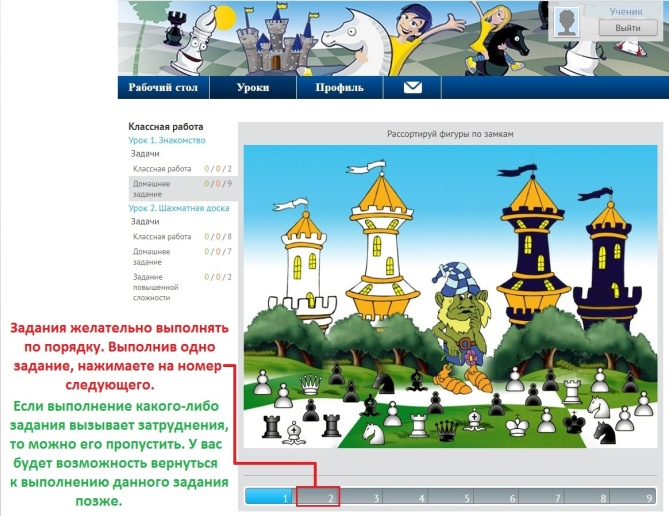 Ученик
Выйти
Рабочий стол
Уроки
Профиль
Классная работа
Урок 1. Знакомство
Задачи
Классная работа 0 / 0 / 2
Домашнее 0 / 0 / 9
задание
Урок 2. Шахматная доска
Задачи
Классная работа 0 / 0 / 8
Домашнее 0 / 0 / 7
задание
Задание 0 / 0 / 2
повышенной
сложности
Рассортируй фигуры по замкам
Задания желательно выполнять
по порядку. Выполнив одно
задание, нажимаете на номер
следующего.
Если выполнение какого-либо
задания вызывает затруднения,
то можно его пропустить. У вас
будет возможность вернуться
к выполнению данного задания
позже.
1 2 3 4 5 6 7 8 9